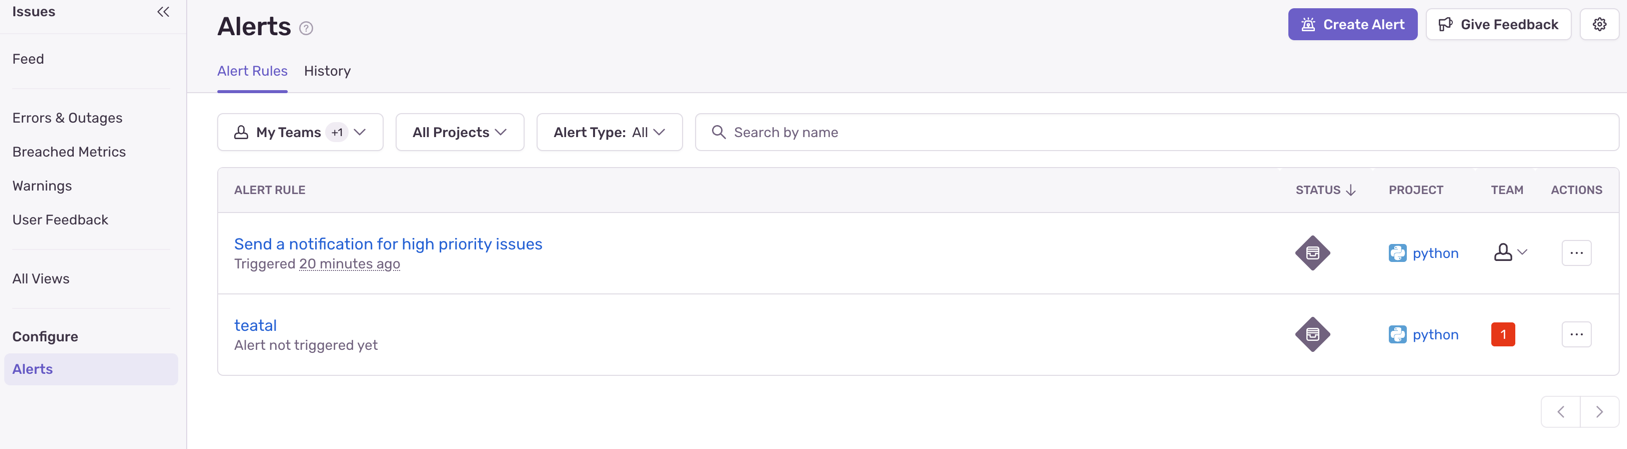 Issues
Feed
Errors & Outages
Breached Metrics
Warnings
User Feedback
All Views
Configure
Alerts
Alerts
Create Alert
Give Feedback
Alert Rules
History
My Teams +1
All Projects
Alert Type: All
Search by name
ALERT RULE STATUS PROJECT TEAM ACTIONS
Send a notification for high priority issues
Triggered 20 minutes ago
python
teatal
Alert not triggered yet
python
1